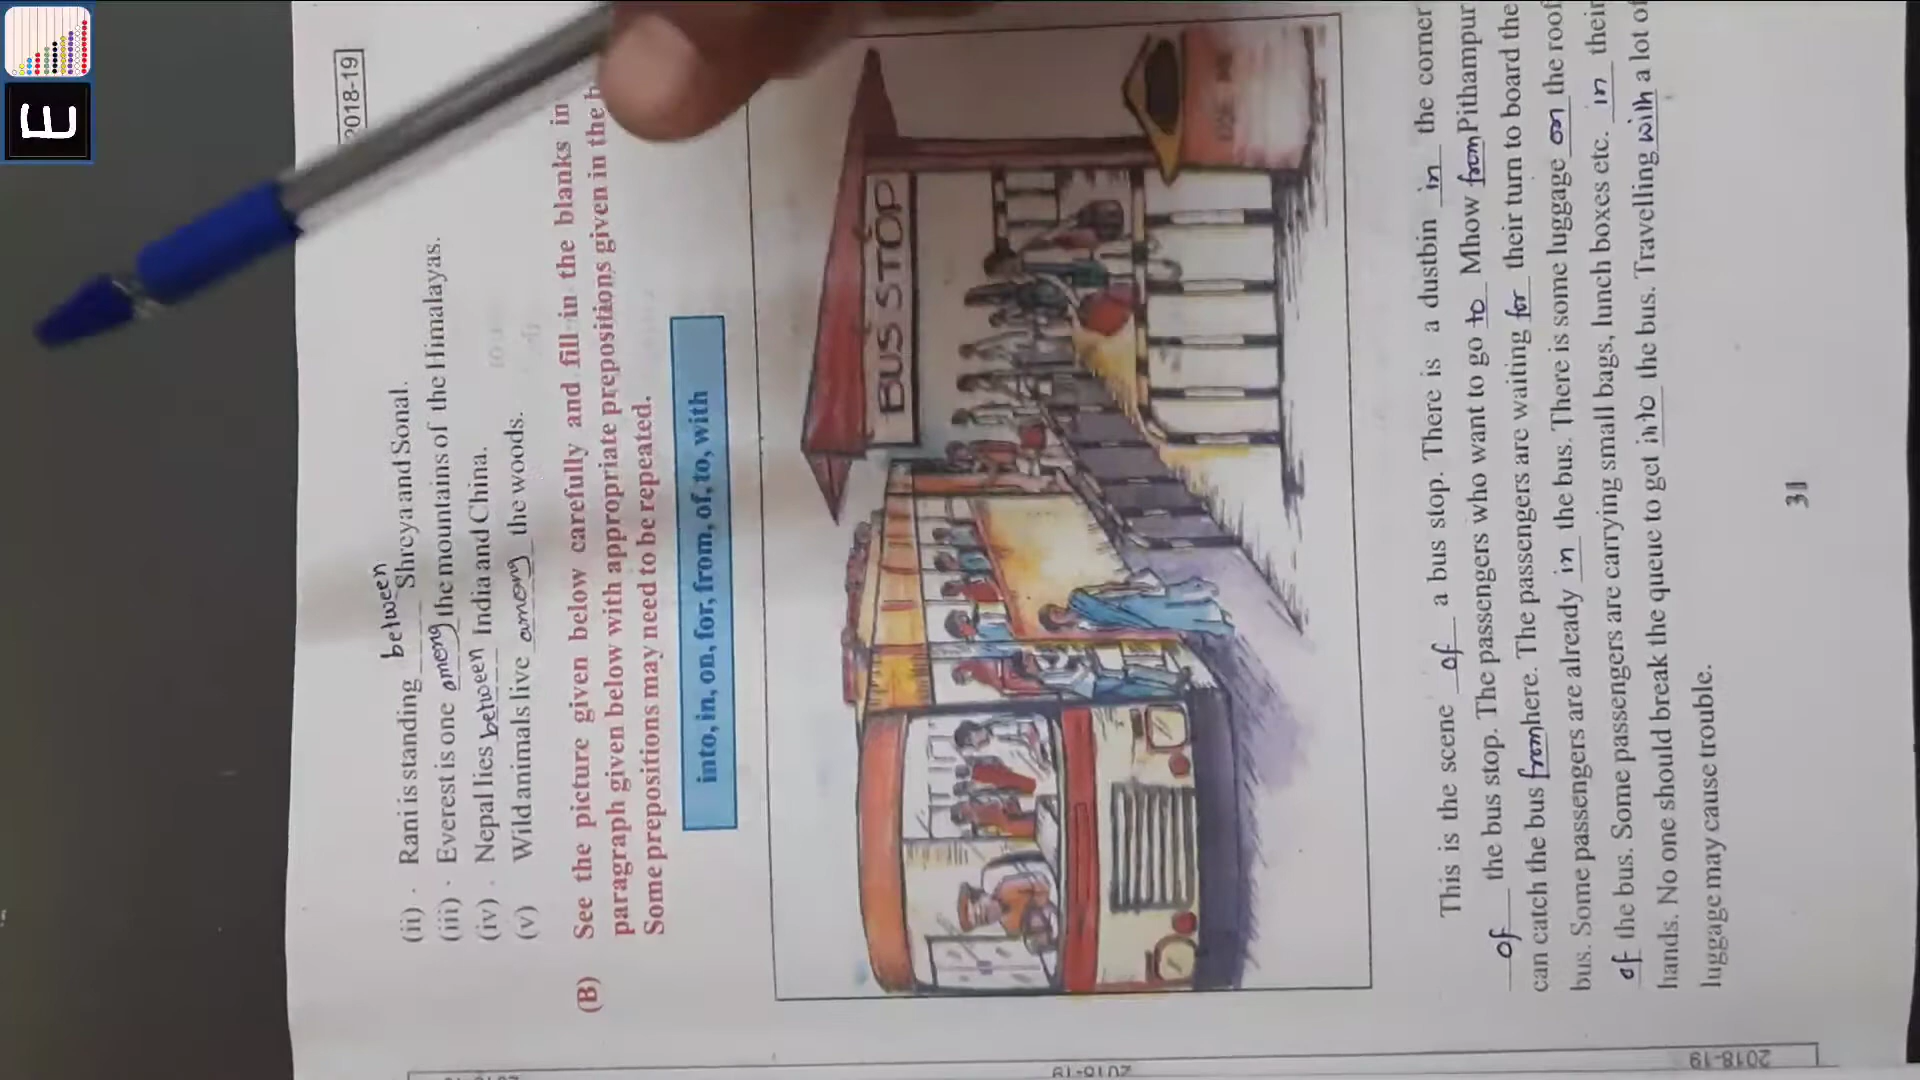 E
2018-19
(ii) Rani is standing between Shreya and Sonal.
(iii) Everest is one among the mountains of the Himalayas.
(iv) Nepal lies between India and China.
(v) Wild animals live among the woods.
(B) See the picture given below carefully and fill in the blanks in
paragraph given below with appropriate prepositions given in the b
Some prepositions may need to be repeated.
into, in, on, for, from, of, to, with
BUS STOP
USE ME
This is the scene of a bus stop. There is a dustbin in the corner
of the bus stop. The passengers who want to go to Mhow from Pithampur
can catch the bus from here. The passengers are waiting for their turn to board the
bus. Some passengers are already in the bus. There is some luggage on the roof
of the bus. Some passengers are carrying small bags, lunch boxes etc. in their
hands. No one should break the queue to get into the bus. Travelling with a lot of
luggage may cause trouble.
31
2018-19
2018-19